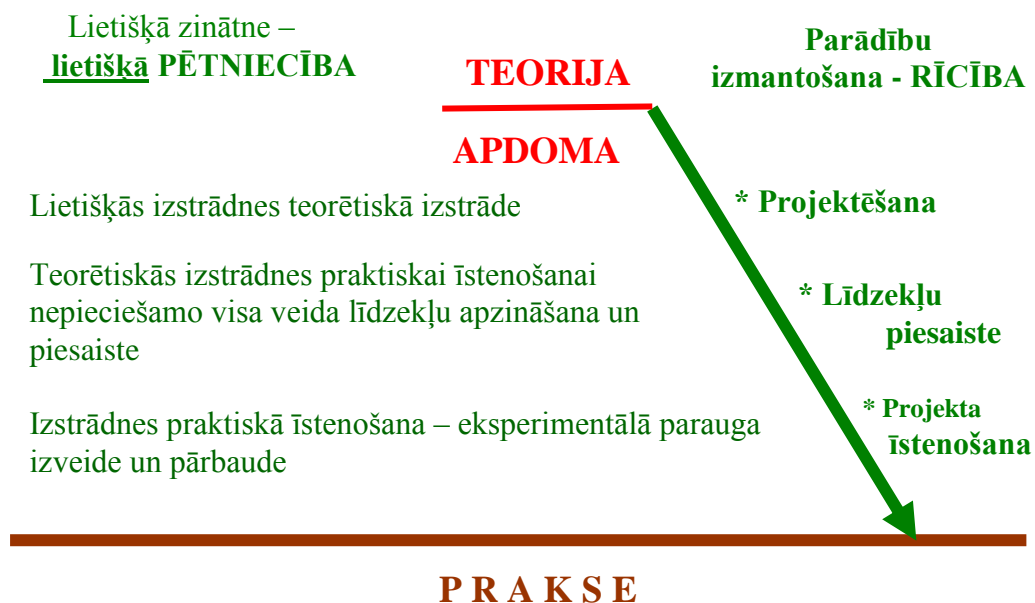 Lietišķā zinātne –
lietišķā PĒTNIECĪBA
TEORIJA
APDOMA
Parādību
izmantošana - RĪCĪBA
Lietišķās izstrādnes teorētiskā izstrāde
* Projektēšana
Teorētiskās izstrādnes praktiskai īstenošanai
nepieciešamo visa veida līdzekļu apzināšana un
piesaiste
* Līdzekļu
piesaiste
Izstrādnes praktiskā īstenošana – eksperimentālā parauga
izveide un pārbaude
* Projekta
īstenošana
P R A K S E